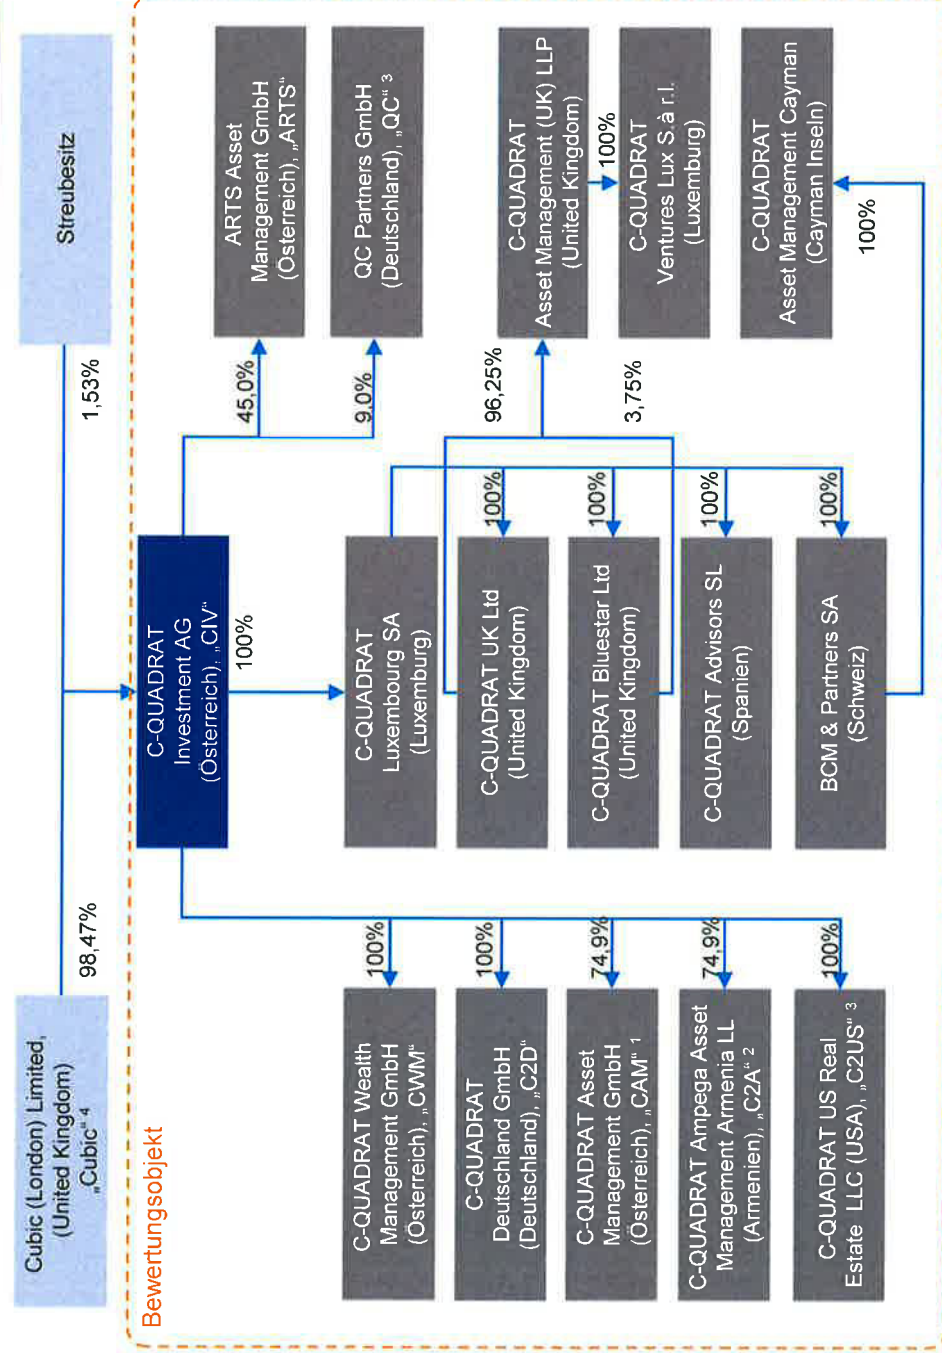 Cubic (London) Limited,
(United Kingdom)
„Cubic“ 4
98,47%
Streubesitz
1,53%
Bewertungsobjekt
C-QUADRAT
Investment AG
(Österreich), „CIV“
100%
45,0%
9,0%
ARTS Asset
Management GmbH
(Österreich), „ARTS“
QC Partners GmbH
(Deutschland), „QC“ 3
100%
C-QUADRAT Wealth
Management GmbH
(Österreich), „CWM“
100%
C-QUADRAT
Deutschland GmbH
(Deutschland), „C2D“
74,9%
C-QUADRAT Asset
Management GmbH
(Österreich), „CAM“ 1
74,9%
C-QUADRAT Ampega Asset
Management Armenia LL
(Armenien), „C2A“ 2
100%
C-QUADRAT US Real
Estate LLC (USA), „C2US“ 3
C-QUADRAT
Luxembourg SA
(Luxemburg)
C-QUADRAT UK Ltd
(United Kingdom)
100%
C-QUADRAT Bluestar Ltd
(United Kingdom)
100%
C-QUADRAT Advisors SL
(Spanien)
100%
BCM & Partners SA
(Schweiz)
100%
96,25%
3,75%
C-QUADRAT
Asset Management (UK) LLP
(United Kingdom)
100%
C-QUADRAT
Ventures Lux S.à r.l.
(Luxemburg)
C-QUADRAT
Asset Management Cayman
(Cayman Inseln)
100%